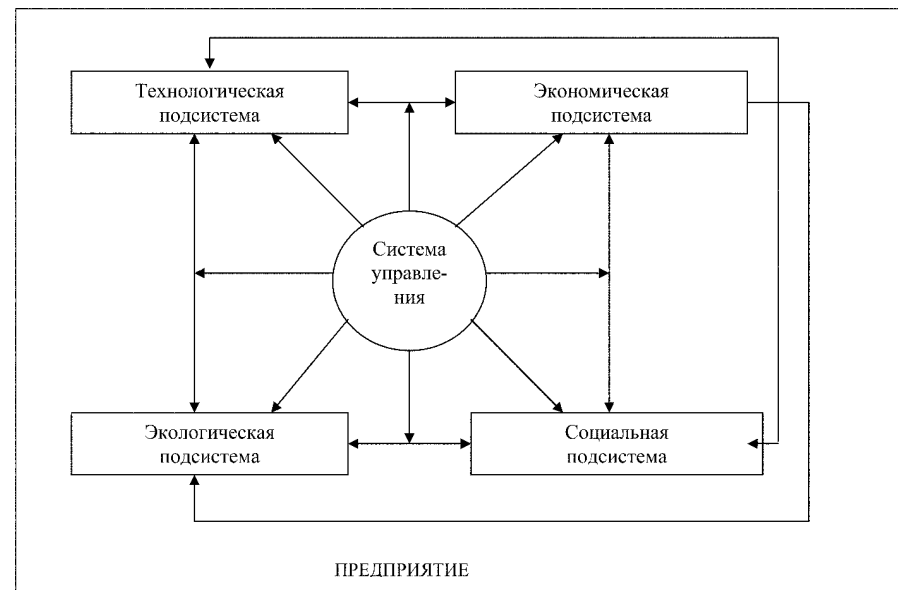 Технологическая
подсистема
Экономическая
подсистема
Система
управле-
ния
Экологическая
подсистема
Социальная
подсистема
ПРЕДПРИЯТИЕ